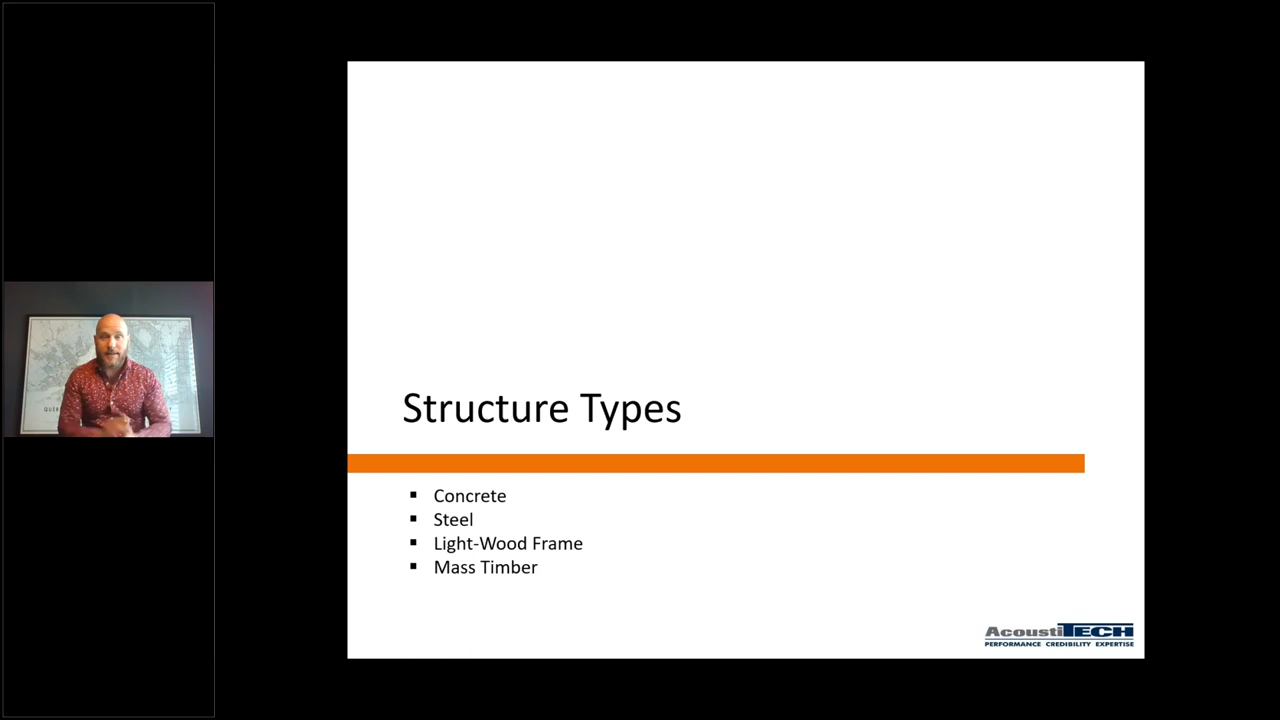 Structure Types
▪ Concrete
▪ Steel
▪ Light-Wood Frame
▪ Mass Timber
AcoustiTECH
PERFORMANCE CREDIBILITY EXPERTISE